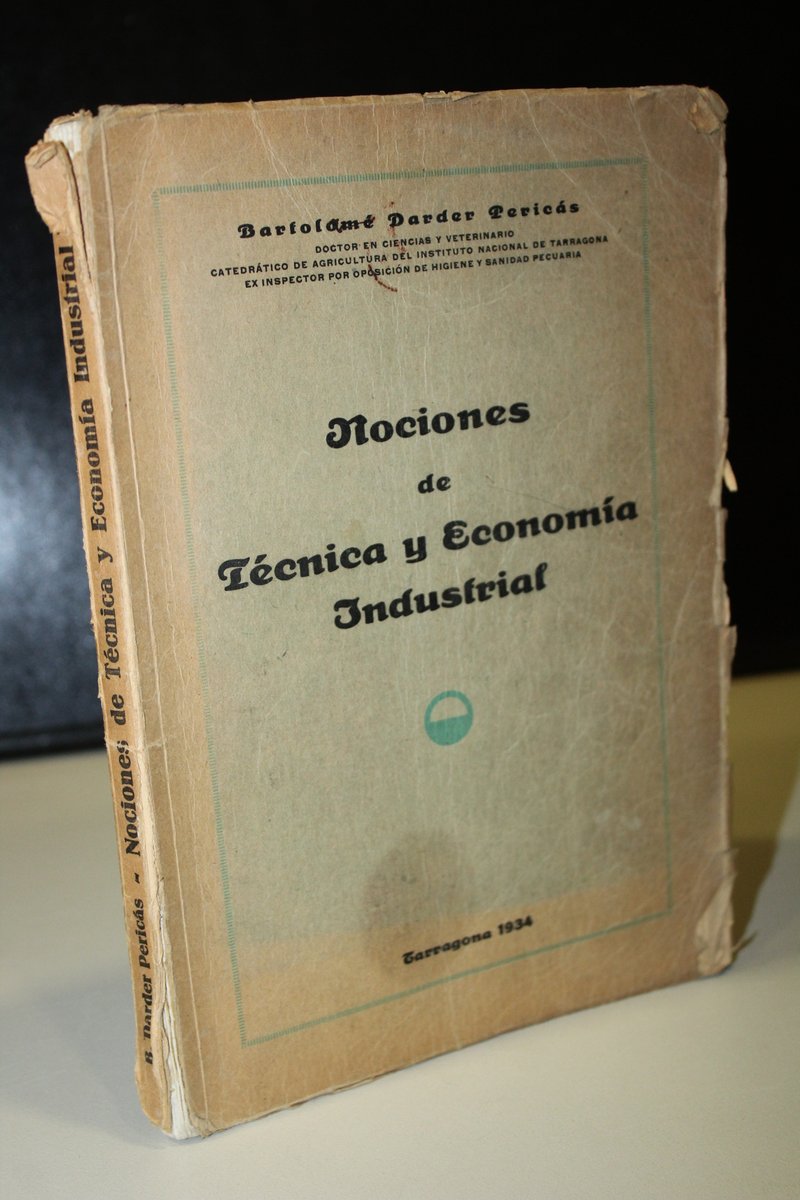 Bartolomé Darder Pericás
DOCTOR EN CIENCIAS Y VETERINARIO
CATEDRÁTICO DE AGRICULTURA DEL INSTITUTO NACIONAL DE TARRAGONA
EX INSPECTOR POR OPOSICIÓN DE HIGIENE Y SANIDAD PECUARIA
Nociones
de
Técnica y Economía
Industrial
Tarragona 1934
B. Darder Pericás ~ Nociones de Técnica y Economía Industrial